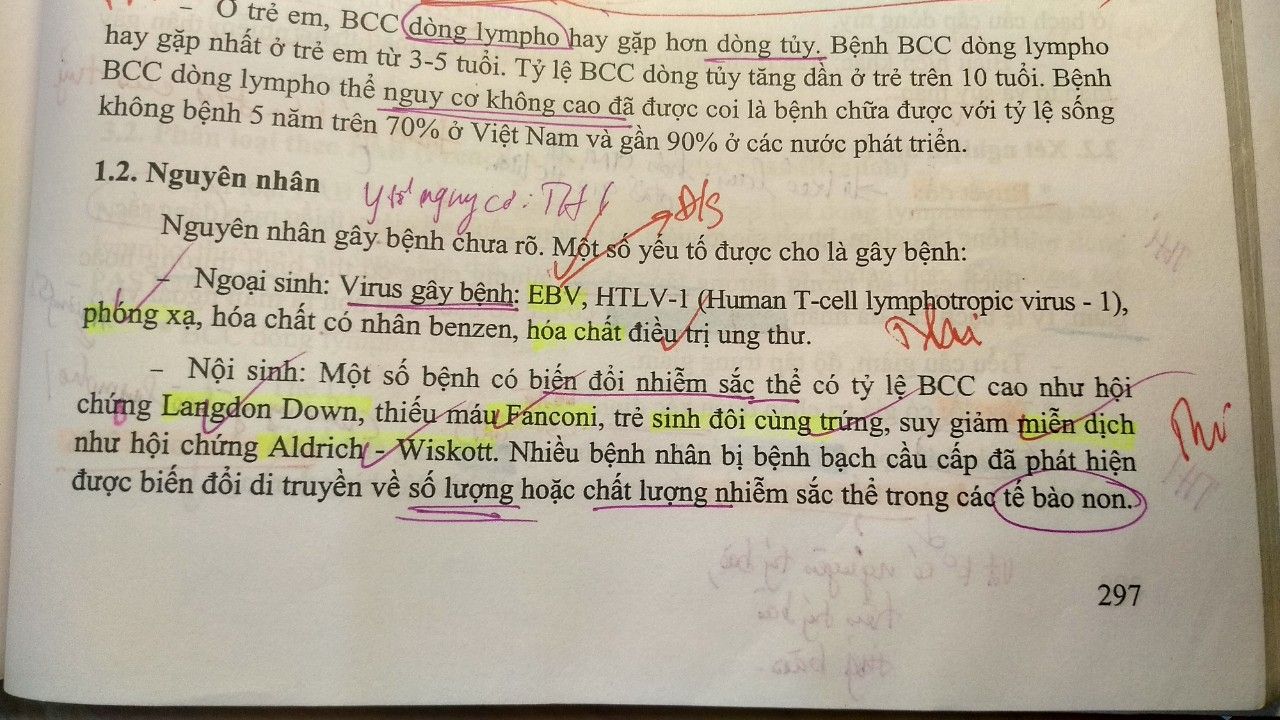 – Ở trẻ em, BCC dòng lympho hay gặp hơn dòng tủy. Bệnh BCC dòng lympho
hay gặp nhất ở trẻ em từ 3-5 tuổi. Tỷ lệ BCC dòng tủy tăng dần ở trẻ trên 10 tuổi. Bệnh
BCC dòng lympho thể nguy cơ không cao đã được coi là bệnh chữa được với tỷ lệ sống
không bệnh 5 năm trên 70% ở Việt Nam và gần 90% ở các nước phát triển.
1.2. Nguyên nhân
Y tố nguy cơ: TH1
Đ/S
Nguyên nhân gây bệnh chưa rõ. Một số yếu tố được cho là gây bệnh:
– Ngoại sinh: Virus gây bệnh: EBV, HTLV-1 (Human T-cell lymphotropic virus - 1),
phóng xạ, hóa chất có nhân benzen, hóa chất điều trị ung thư.
– Nội sinh: Một số bệnh có biến đổi nhiễm sắc thể có tỷ lệ BCC cao như hội
chứng Langdon Down, thiếu máu Fanconi, trẻ sinh đôi cùng trứng, suy giảm miễn dịch
như hội chứng Aldrich - Wiskott. Nhiều bệnh nhân bị bệnh bạch cầu cấp đã phát hiện
được biến đổi di truyền về số lượng hoặc chất lượng nhiễm sắc thể trong các tế bào non.
297